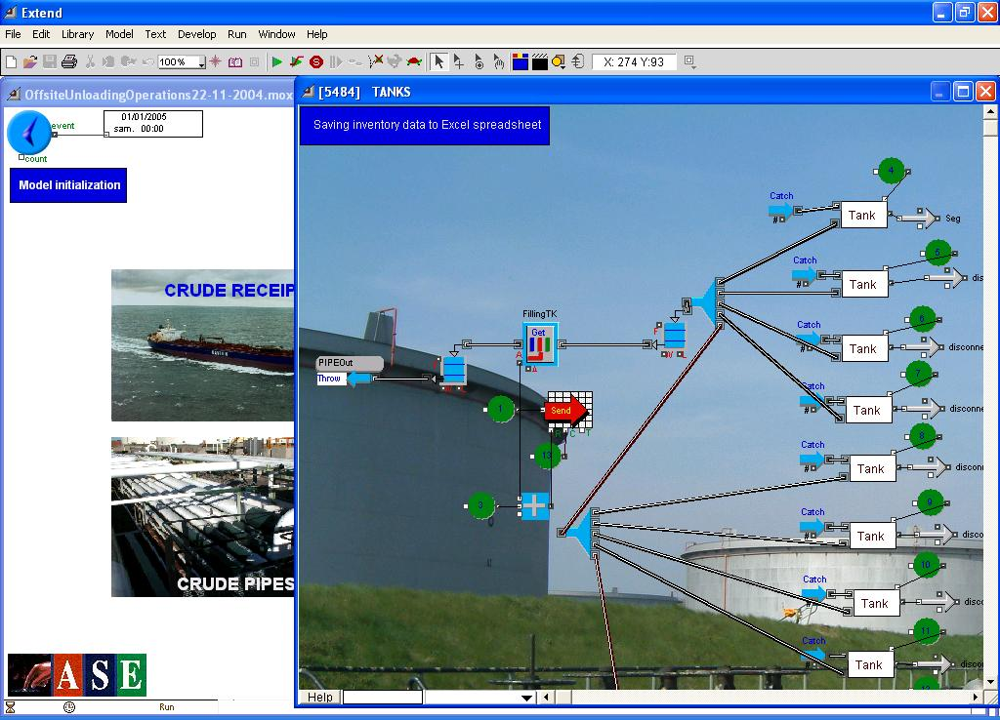 Extend
File Edit Library Model Text Develop Run Window Help
100% X: 274 Y:93
OffsiteUnloadingOperations22-11-2004.mox
event
01/01/2005
sam. 00:00
count
Model initialization
CRUDE RECEIP
CRUDE PIPES
ASE
Run
[5484] TANKS
Saving inventory data to Excel spreadsheet
4
Catch
#
Tank
Seg
5
Catch
#
Tank
dis
6
Catch
#
Tank
disconne
7
Catch
#
Tank
disconne
8
Catch
#
Tank
disconn
9
Catch
#
Tank
disco
10
Catch
#
Tank
disco
11
Catch
Tank
disco
12
FillingTK
Get
A
Δ
PIPEOut
Throw
1
Send
13
3
Help